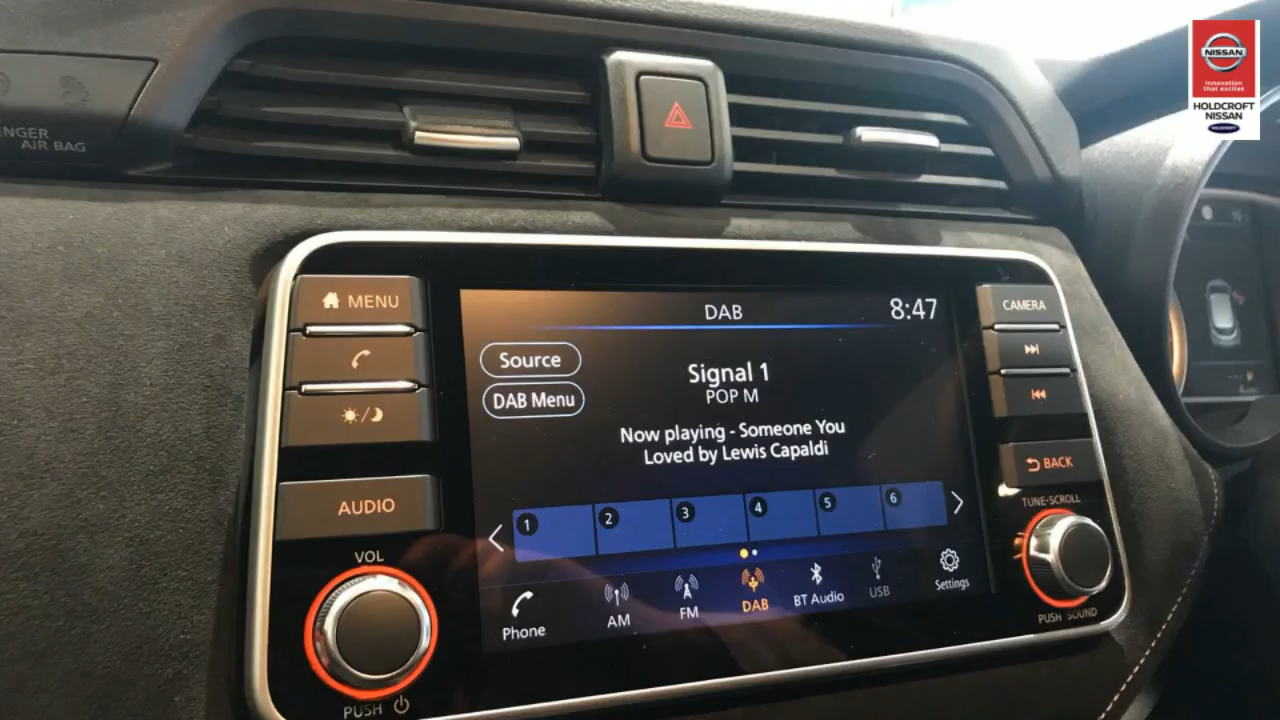 NISSAN
Innovation
that excites
HOLDCROFT
NISSAN
HOLDCROFT
AIR BAG
MENU
AUDIO
VOL
PUSH
DAB
8:47
Source
DAB Menu
Signal 1
POP M
Now playing - Someone You
Loved by Lewis Capaldi
1
2
3
4
5
6
Phone
AM
FM
DAB
BT Audio
USB
Settings
CAMERA
BACK
TUNE-SCROLL
PUSH SOUND